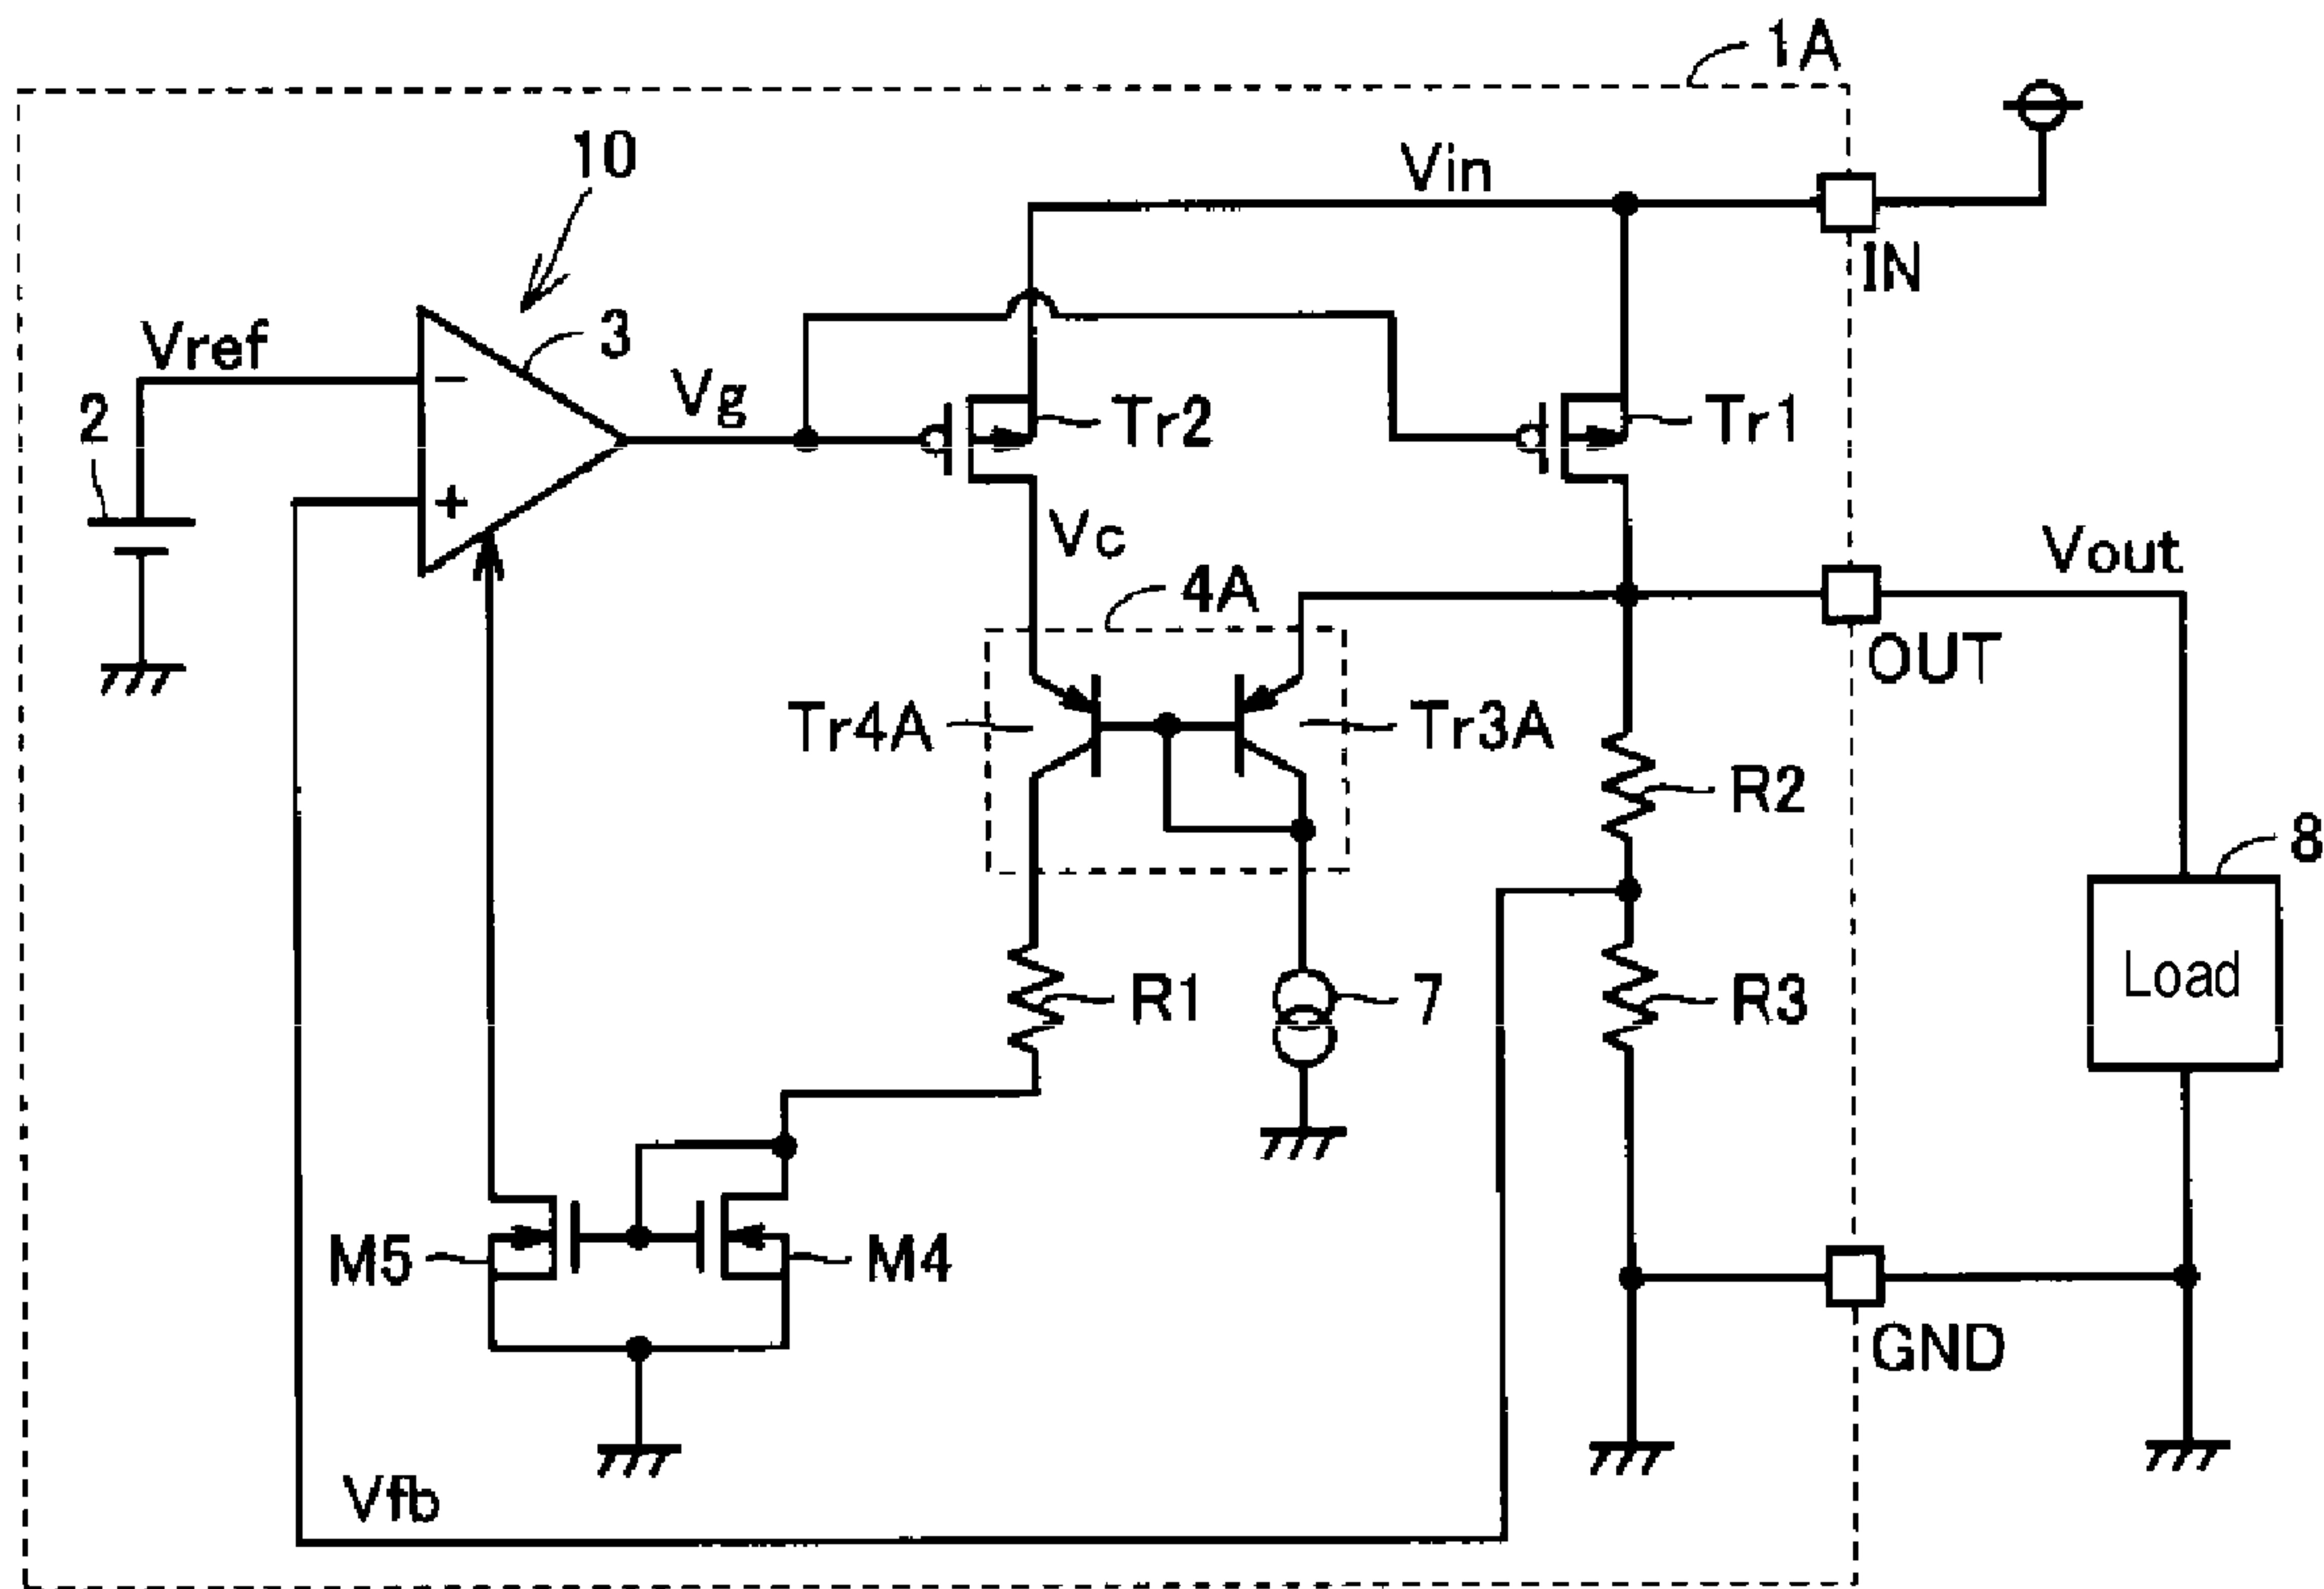 1A
10
Vin
IN
Vref
3
Vg
2
Tr2
Tr1
−
+
Vc
4A
Vout
OUT
Tr4A
Tr3A
R2
8
Load
R1
7
R3
M5
M4
GND
Vfb